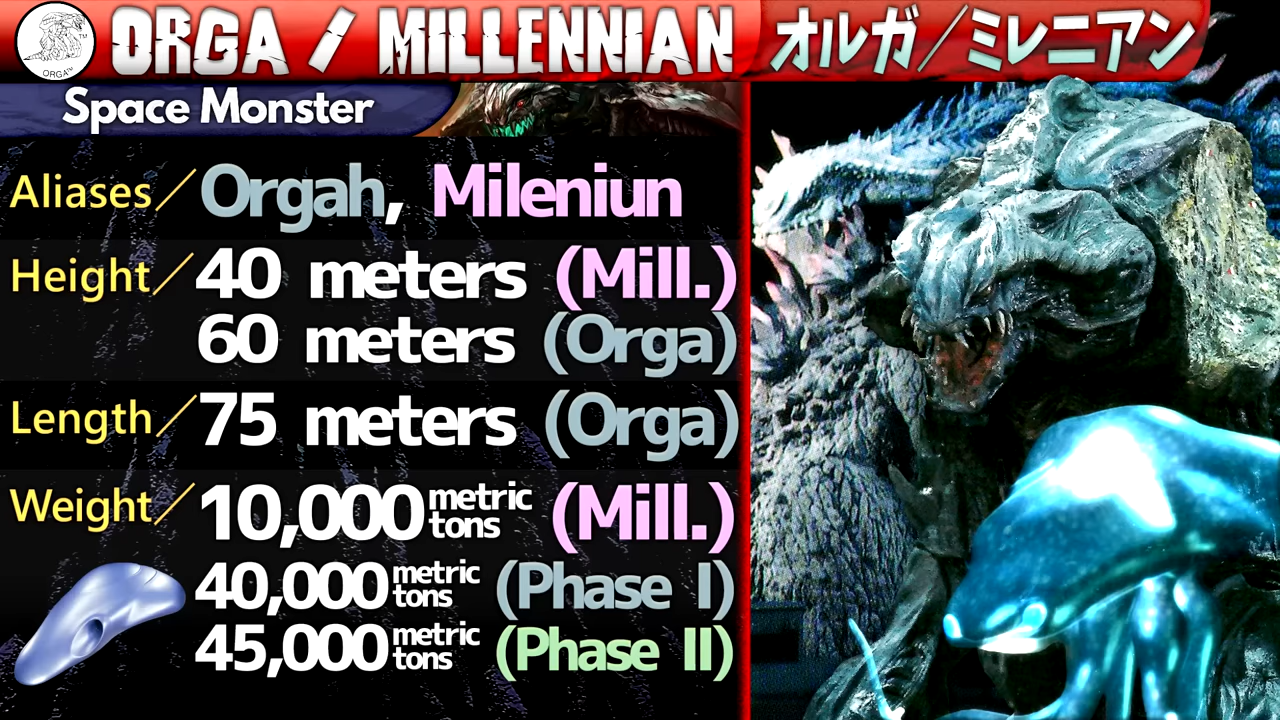 ORGA™
ORGA / MILLENNIAN
オルガ／ミレニアン
Space Monster
Aliases／Orgah, Mileniun
Height／40 meters (Mill.)
60 meters (Orga)
Length／75 meters (Orga)
Weight／10,000 metric tons (Mill.)
40,000 metric tons (Phase I)
45,000 metric tons (Phase II)